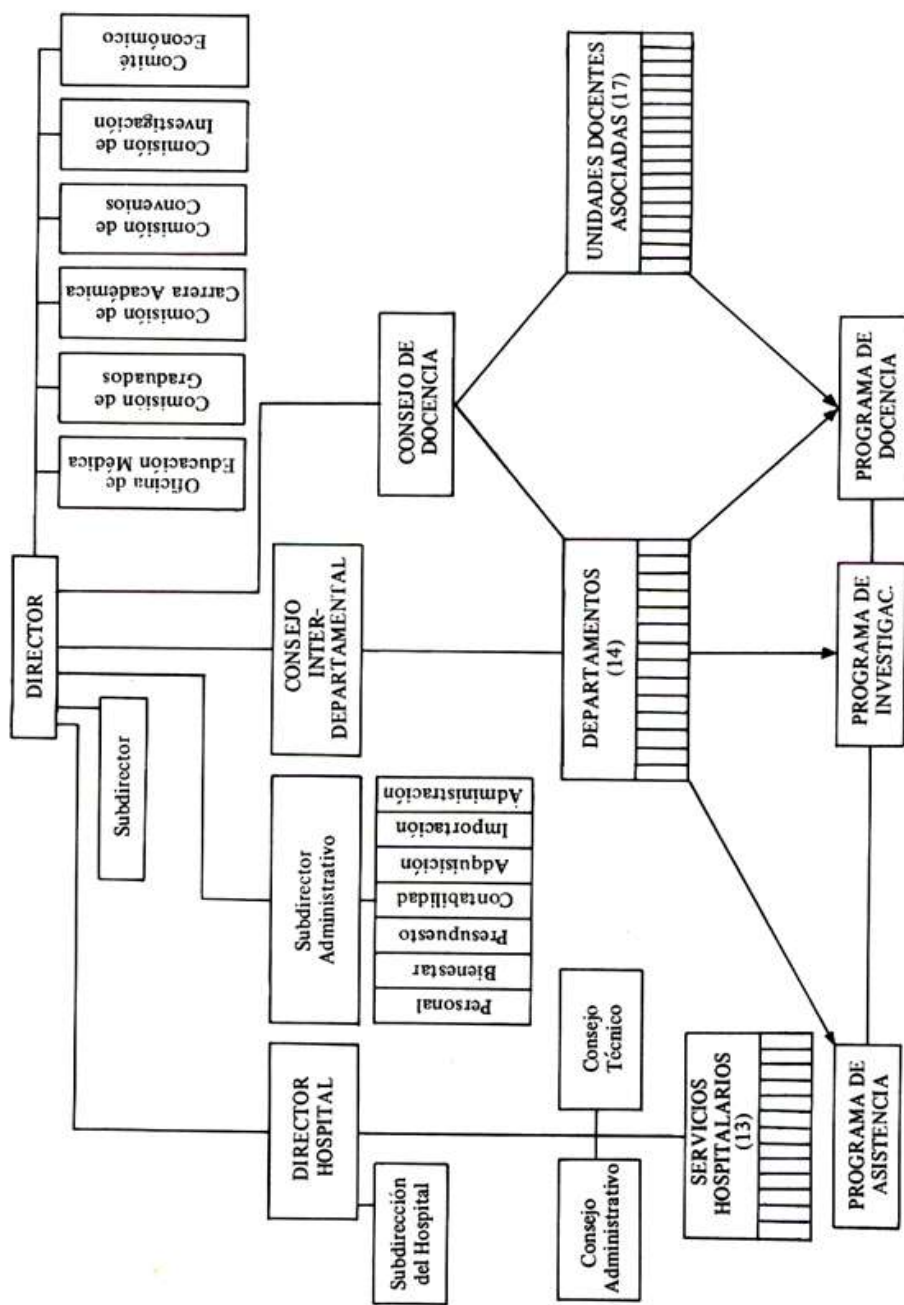 DIRECTOR
Subdirector
Oficina de
Educación Médica
Comisión de
Graduados
Comisión de
Carrera Académica
Comisión de
Convenios
Comisión de
Investigación
Comité
Económico
DIRECTOR
HOSPITAL
Subdirector
Administrativo
CONSEJO
INTER-
DEPARTAMENTAL
CONSEJO DE
DOCENCIA
Subdirección
del Hospital
Personal
Bienestar
Presupuesto
Contabilidad
Adquisición
Importación
Administración
Consejo
Administrativo
Consejo
Técnico
DEPARTAMENTOS
(14)
UNIDADES DOCENTES
ASOCIADAS (17)
SERVICIOS
HOSPITALARIOS
(13)
PROGRAMA DE
ASISTENCIA
PROGRAMA DE
INVESTIGAC.
PROGRAMA DE
DOCENCIA